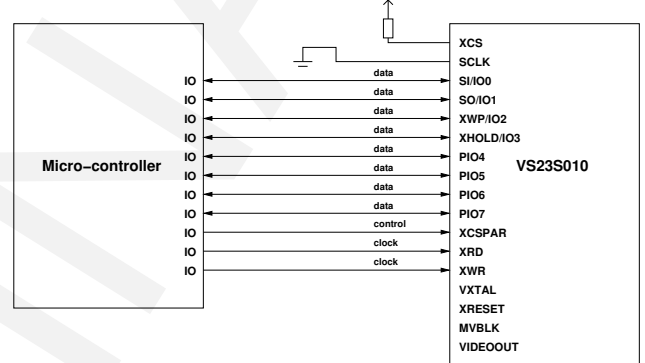 XCS
SCLK
IO data SI/IO0
IO data SO/IO1
IO data XWP/IO2
IO data XHOLD/IO3
IO data PIO4
Micro-controller IO data PIO5 VS23S010
IO data PIO6
IO data PIO7
IO control XCSPAR
IO clock XRD
IO clock XWR
VXTAL
XRESET
MVBLK
VIDEOOUT